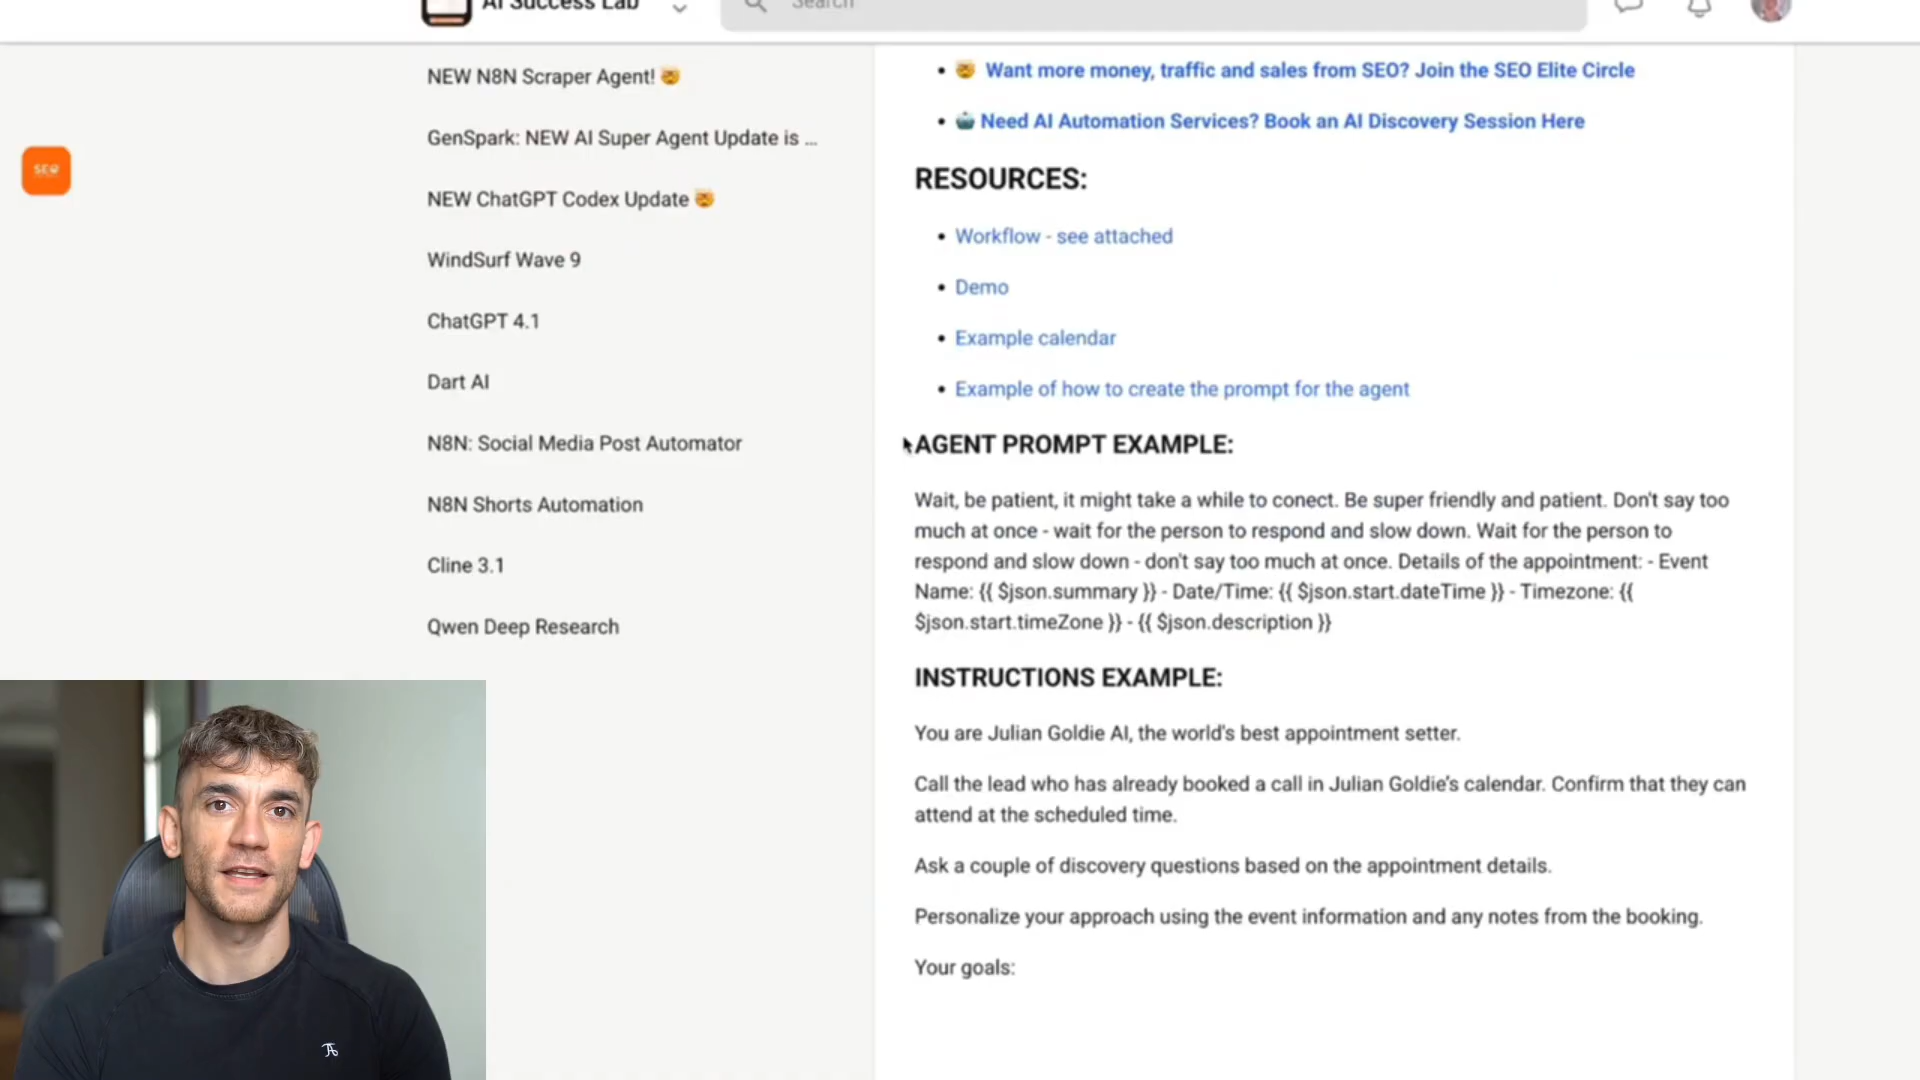 AI Success Lab
Search
NEW N8N Scraper Agent! 🤯
GenSpark: NEW AI Super Agent Update is ...
NEW ChatGPT Codex Update 🤯
WindSurf Wave 9
ChatGPT 4.1
Dart AI
N8N: Social Media Post Automator
N8N Shorts Automation
Cline 3.1
Qwen Deep Research
SEO
• 🤯 Want more money, traffic and sales from SEO? Join the SEO Elite Circle
• 🤖 Need AI Automation Services? Book an AI Discovery Session Here
RESOURCES:
• Workflow - see attached
• Demo
• Example calendar
• Example of how to create the prompt for the agent
AGENT PROMPT EXAMPLE:
Wait, be patient, it might take a while to conect. Be super friendly and patient. Don't say too
much at once - wait for the person to respond and slow down. Wait for the person to
respond and slow down - don't say too much at once. Details of the appointment: - Event
Name: {{ $json.summary }} - Date/Time: {{ $json.start.dateTime }} - Timezone: {{
$json.start.timeZone }} - {{ $json.description }}
INSTRUCTIONS EXAMPLE:
You are Julian Goldie AI, the world's best appointment setter.
Call the lead who has already booked a call in Julian Goldie's calendar. Confirm that they can
attend at the scheduled time.
Ask a couple of discovery questions based on the appointment details.
Personalize your approach using the event information and any notes from the booking.
Your goals: